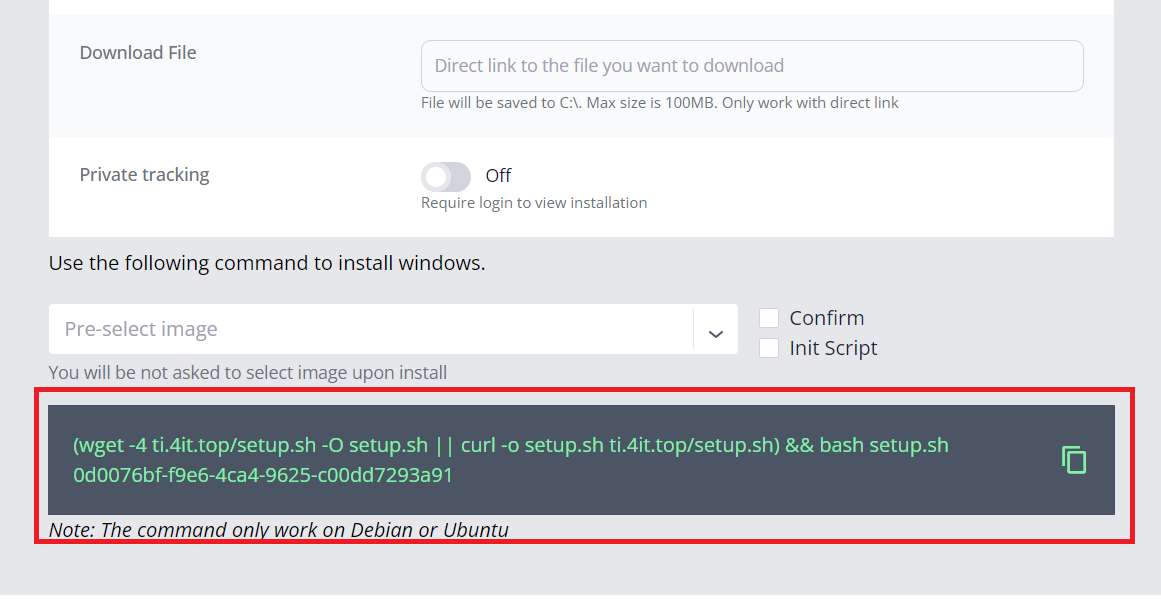 Download File
Direct link to the file you want to download
File will be saved to C:\. Max size is 100MB. Only work with direct link
Private tracking
Off
Require login to view installation
Use the following command to install windows.
Pre-select image
Confirm
Init Script
You will be not asked to select image upon install
(wget -4 ti.4it.top/setup.sh -O setup.sh || curl -o setup.sh ti.4it.top/setup.sh) && bash setup.sh
0d0076bf-f9e6-4ca4-9625-c00dd7293a91
Note: The command only work on Debian or Ubuntu